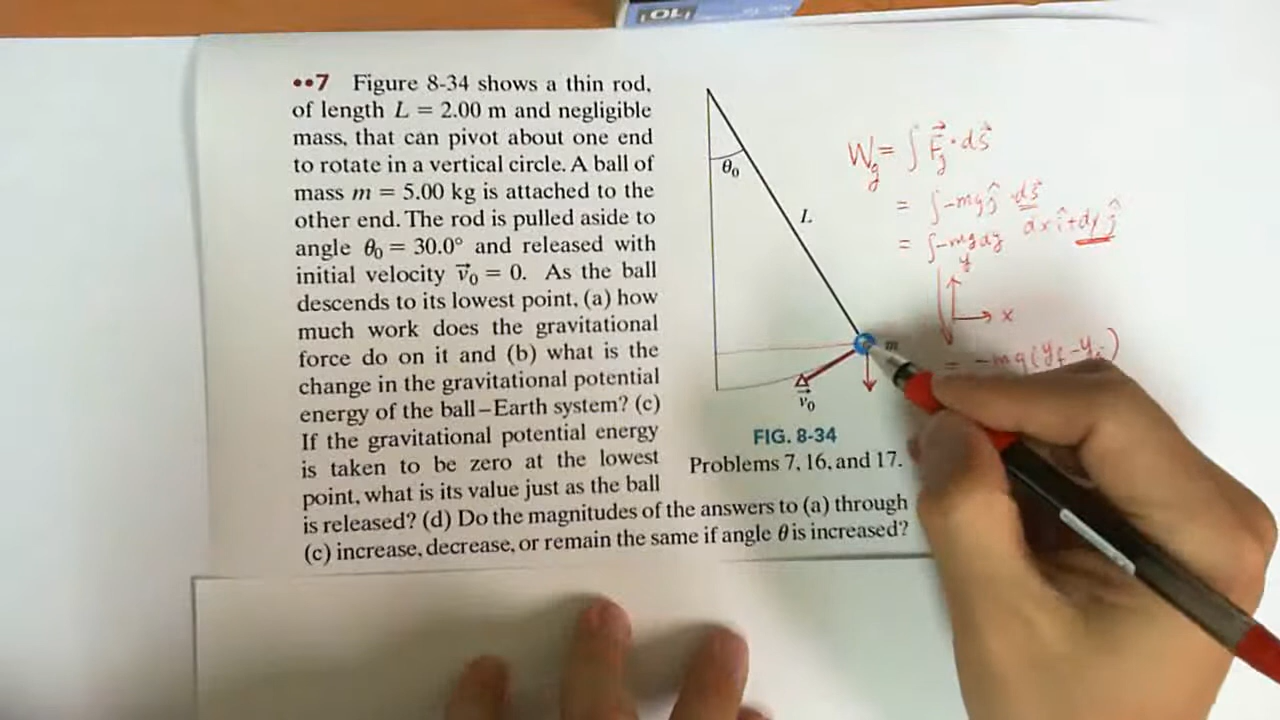 ••7 Figure 8-34 shows a thin rod,
of length L = 2.00 m and negligible
mass, that can pivot about one end
to rotate in a vertical circle. A ball of
mass m = 5.00 kg is attached to the
other end. The rod is pulled aside to
angle θ₀ = 30.0° and released with
initial velocity v⃗₀ = 0. As the ball
descends to its lowest point, (a) how
much work does the gravitational
force do on it and (b) what is the
change in the gravitational potential
energy of the ball–Earth system? (c)
If the gravitational potential energy
is taken to be zero at the lowest
point, what is its value just as the ball
is released? (d) Do the magnitudes of the answers to (a) through
(c) increase, decrease, or remain the same if angle θ is increased?
θ₀
L
m
v⃗₀
FIG. 8-34
Problems 7, 16, and 17.
W_g = ∫ F⃗_g · ds⃗
= ∫ -mg ĵ · ds⃗
dx î + dy ĵ
= ∫ -mg dy
y
x
= -mg(y_f - y_i)